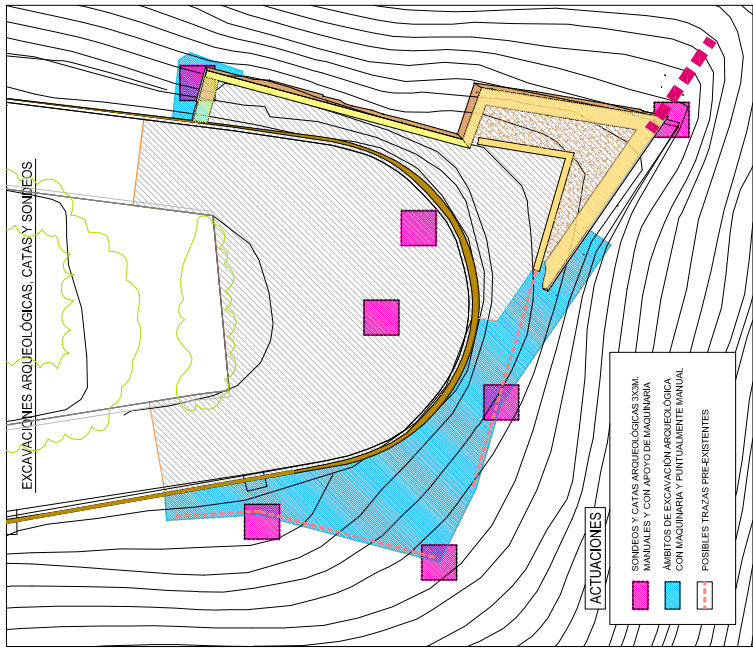 EXCAVACIONES ARQUEOLÓGICAS, CATAS Y SONDEOS
ACTUACIONES
SONDEOS Y CATAS ARQUEOLÓGICAS 3X3M.
MANUALES Y CON APOYO DE MAQUINARIA
ÁMBITOS DE EXCAVACIÓN ARQUEOLÓGICA
CON MAQUINARIA Y PUNTUALMENTE MANUAL
POSIBLES TRAZAS PRE-EXISTENTES